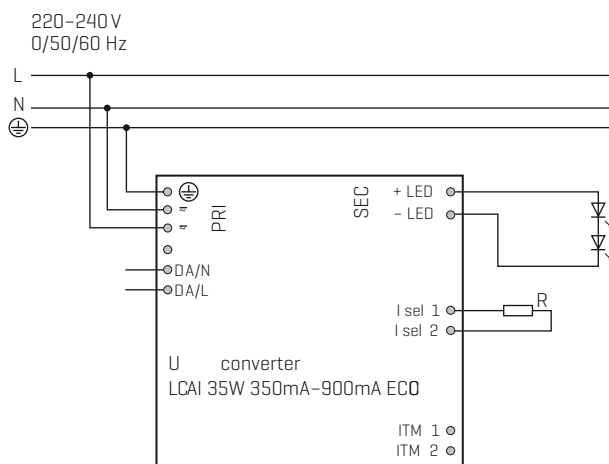 220–240 V
0/50/60 Hz
L
N
PRI
SEC
+ LED
– LED
DA/N
DA/L
I sel 1
I sel 2
R
U converter
LCAI 35W 350mA–900mA ECO
ITM 1
ITM 2